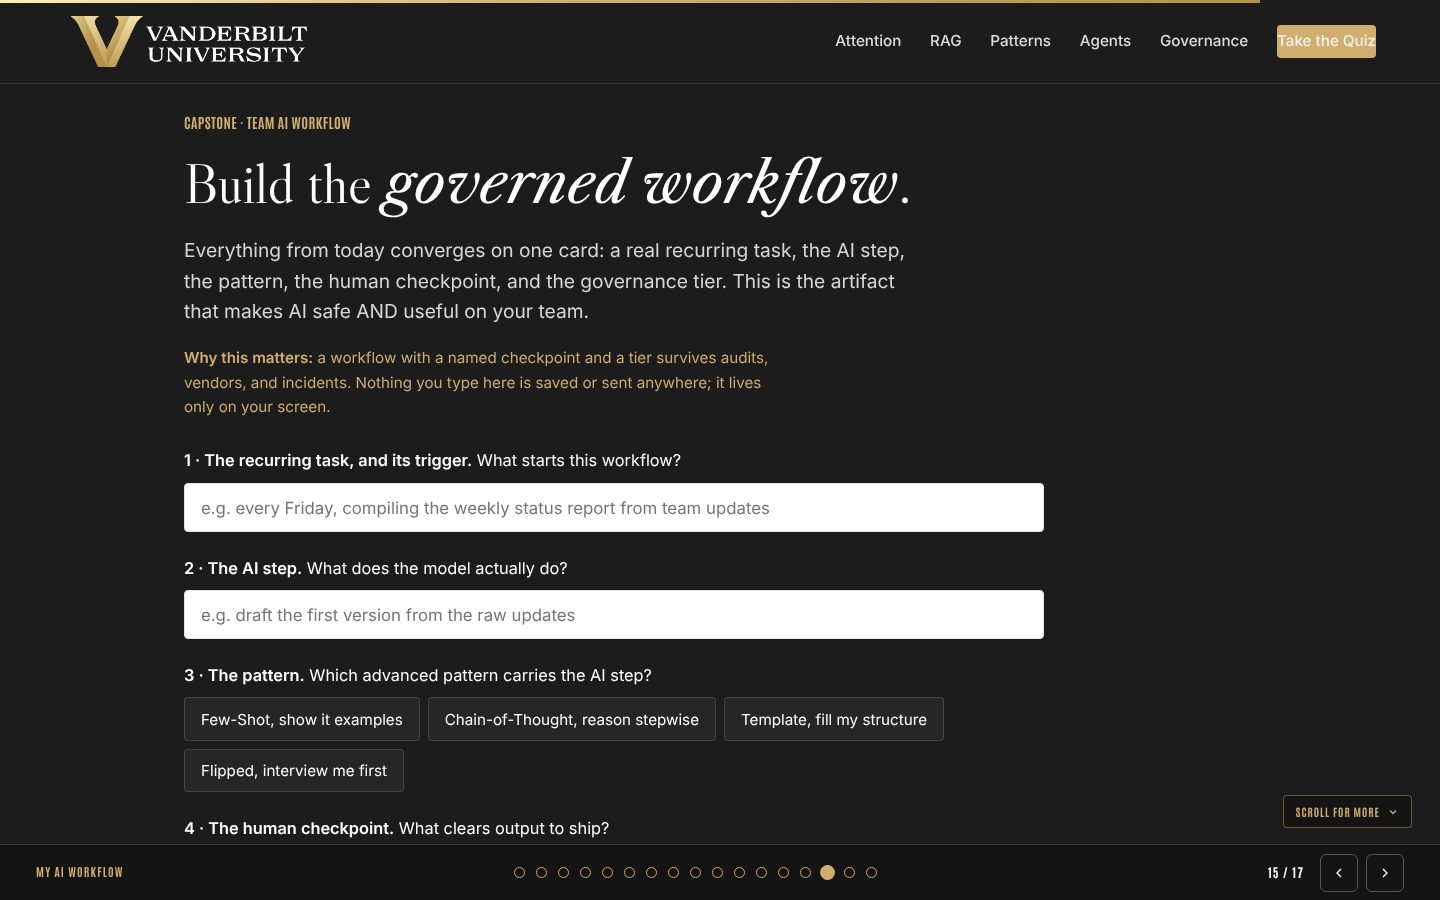 VANDERBILT
UNIVERSITY
Attention
RAG
Patterns
Agents
Governance
Take the Quiz
CAPSTONE · TEAM AI WORKFLOW
Build the governed workflow.
Everything from today converges on one card: a real recurring task, the AI step,
the pattern, the human checkpoint, and the governance tier. This is the artifact
that makes AI safe AND useful on your team.
Why this matters: a workflow with a named checkpoint and a tier survives audits,
vendors, and incidents. Nothing you type here is saved or sent anywhere; it lives
only on your screen.
1 · The recurring task, and its trigger. What starts this workflow?
e.g. every Friday, compiling the weekly status report from team updates
2 · The AI step. What does the model actually do?
e.g. draft the first version from the raw updates
3 · The pattern. Which advanced pattern carries the AI step?
Few-Shot, show it examples
Chain-of-Thought, reason stepwise
Template, fill my structure
Flipped, interview me first
4 · The human checkpoint. What clears output to ship?
SCROLL FOR MORE
MY AI WORKFLOW
15 / 17